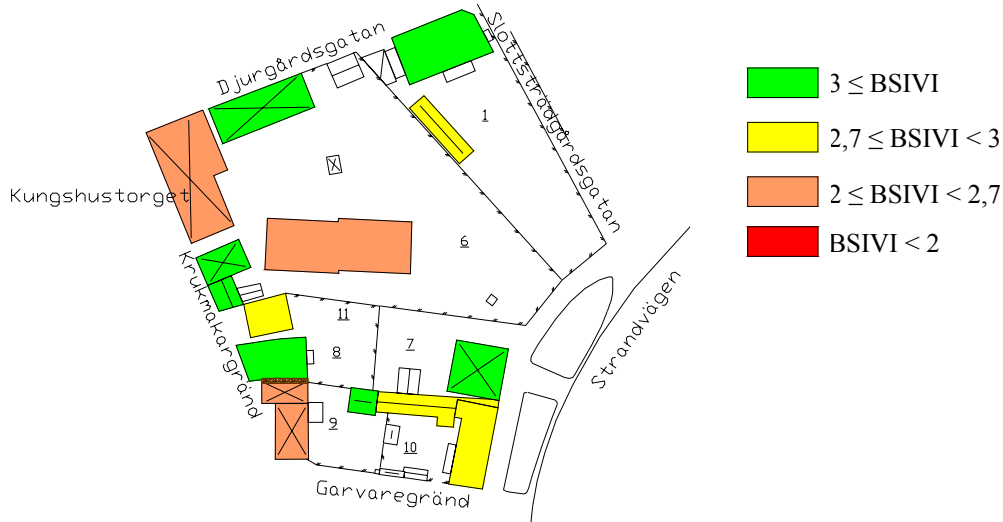 Djurgårdsgatan
Slottsträdgårdsgatan
Kungshustorget
Krukmakargränd
Strandvägen
Garvaregränd
1
6
11
8
7
9
10
3 ≤ BSIVI
2,7 ≤ BSIVI < 3
2 ≤ BSIVI < 2,7
BSIVI < 2